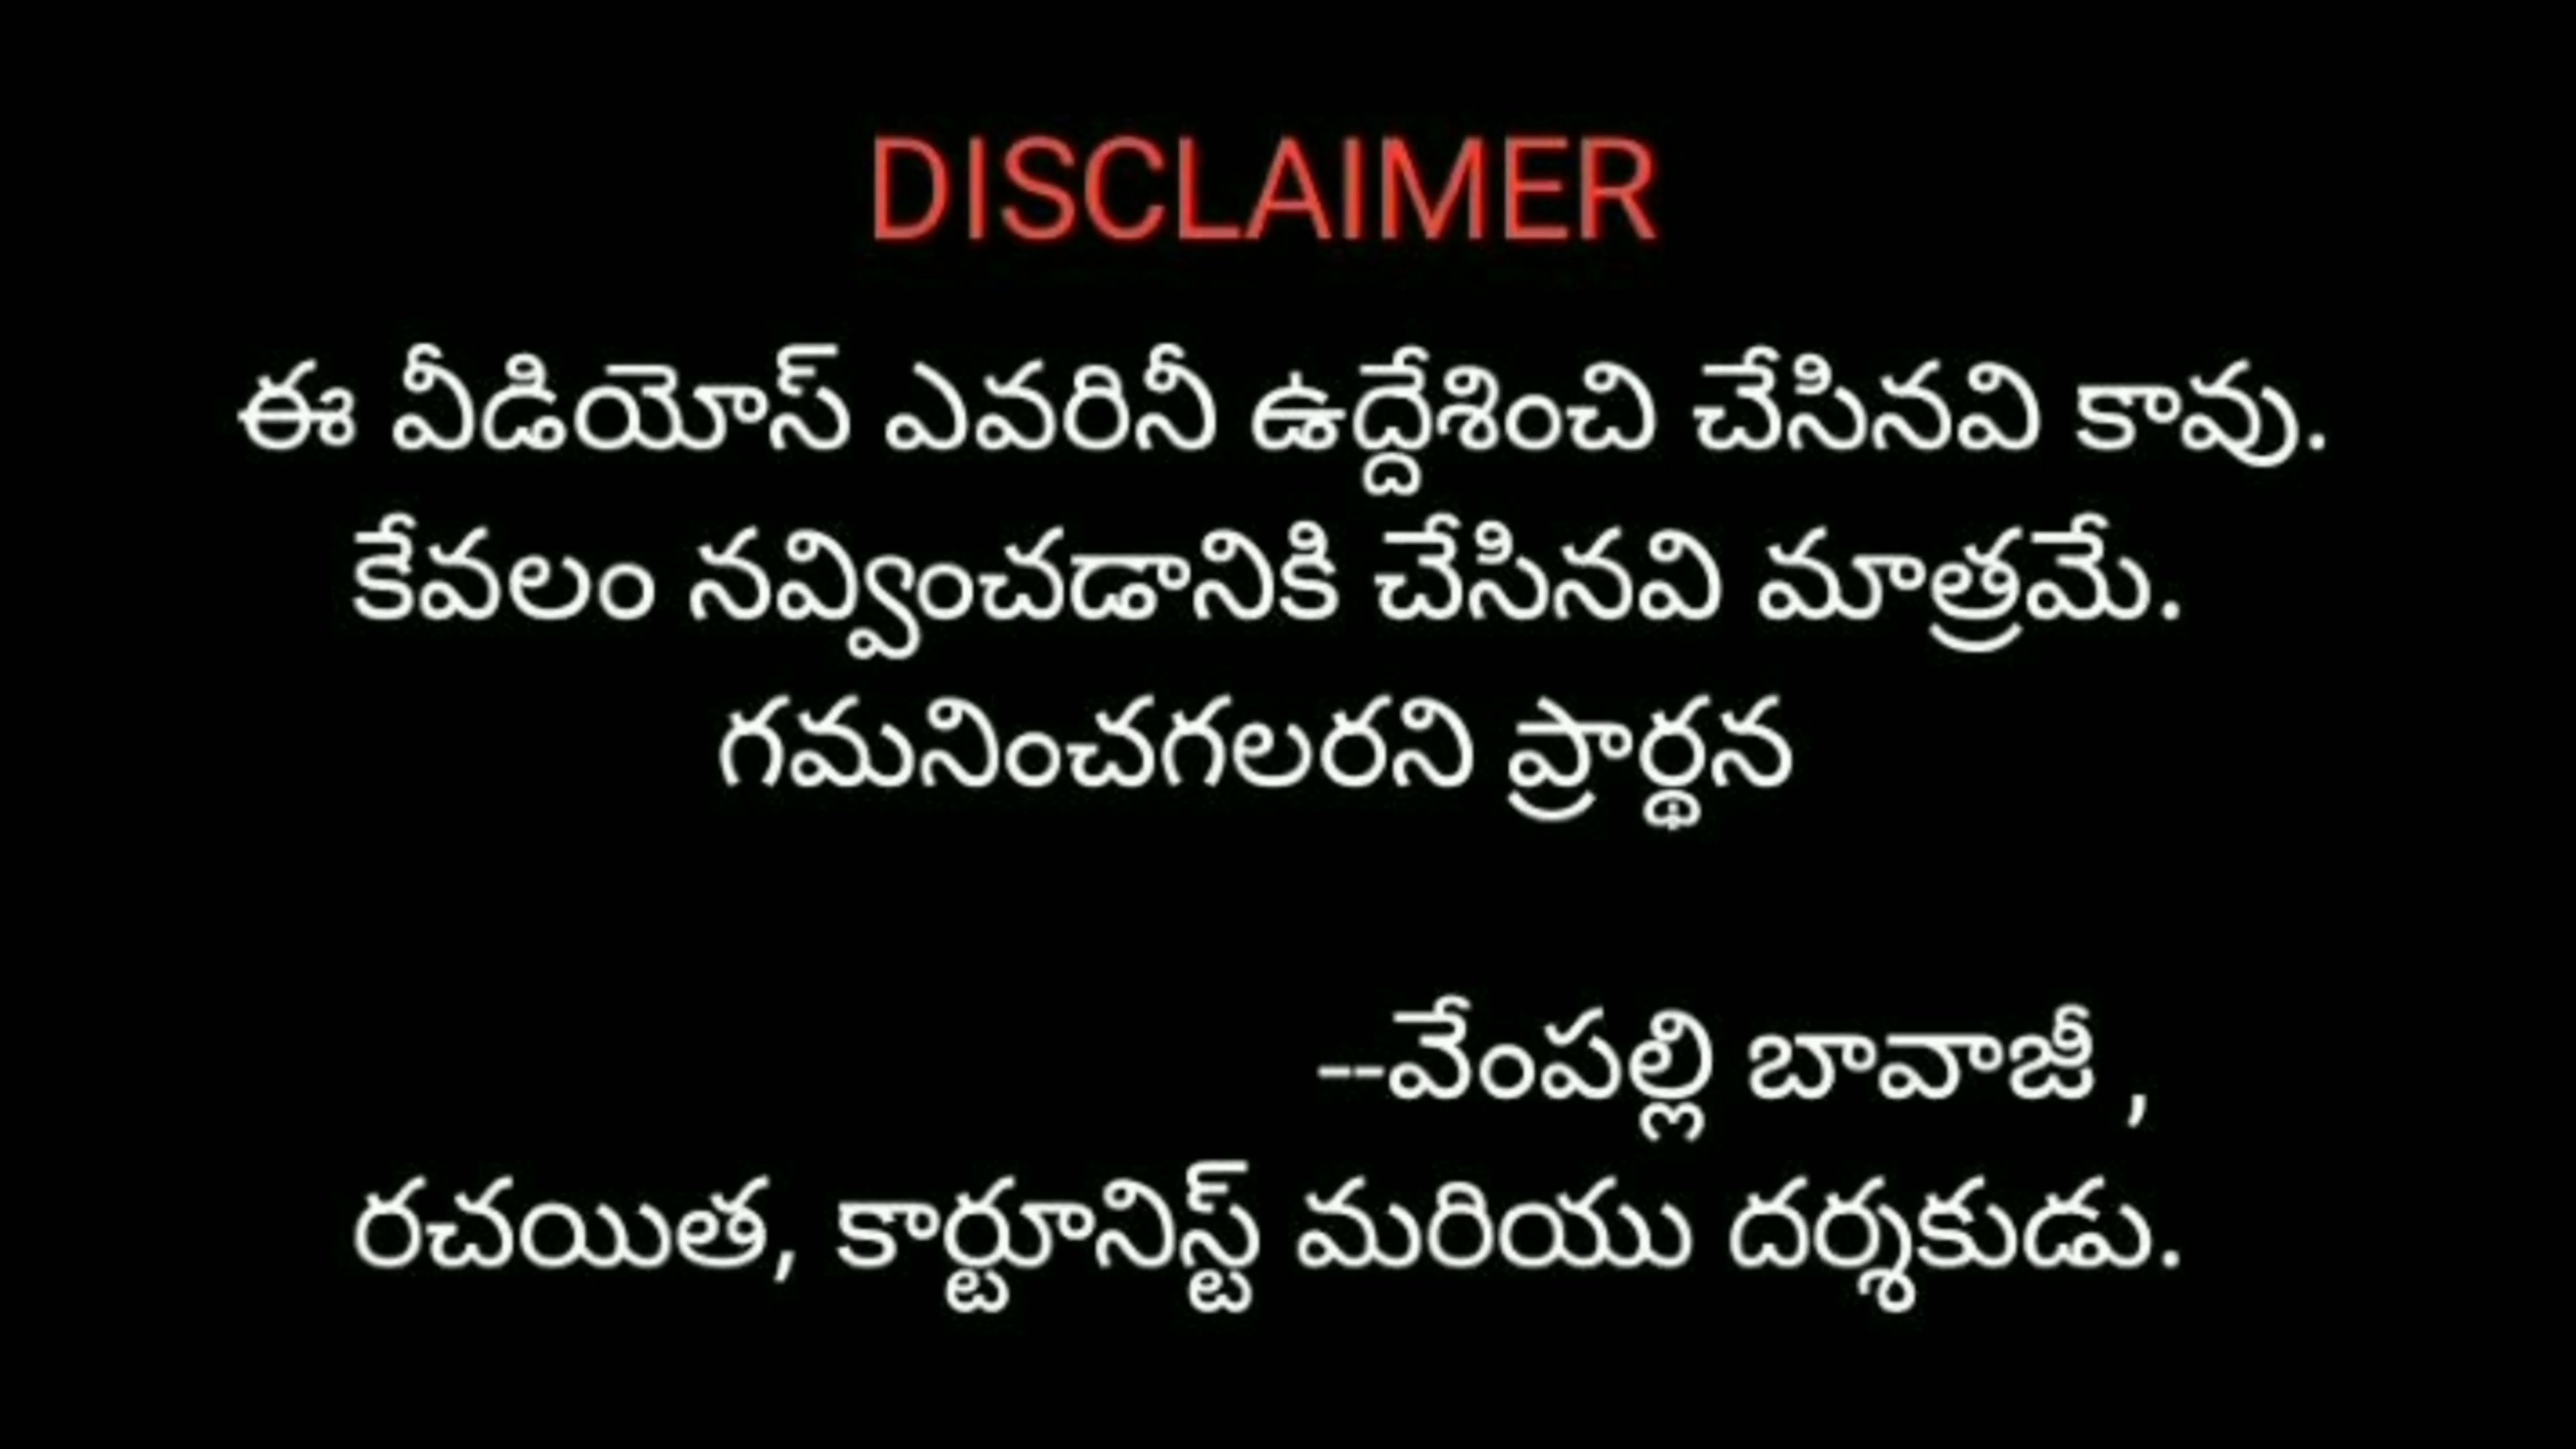 DISCLAIMER
ఈ వీడియోస్ ఎవరినీ ఉద్దేశించి చేసినవి కావు.
కేవలం నవ్వించడానికి చేసినవి మాత్రమే.
గమనించగలరని ప్రార్థన
--వేంపల్లి బావాజీ ,
రచయిత, కార్టూనిస్ట్ మరియు దర్శకుడు.